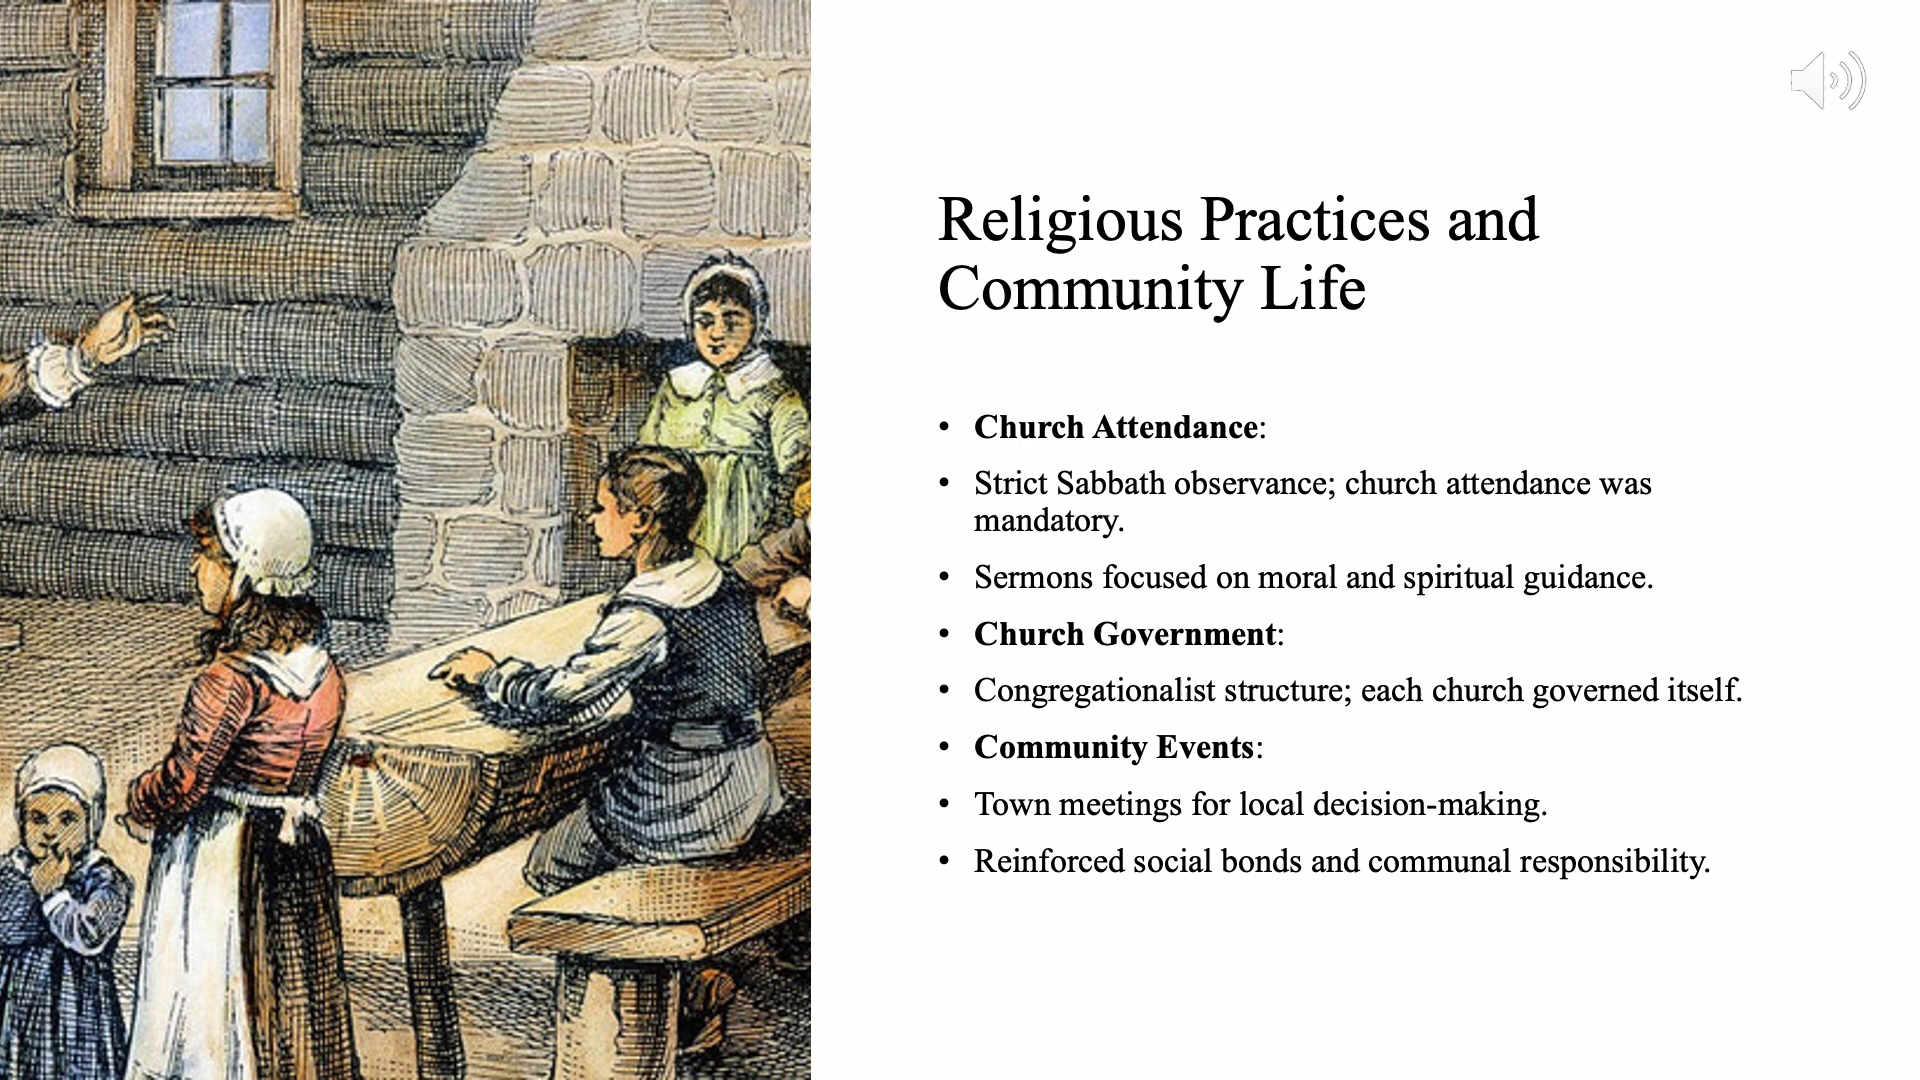 Religious Practices and
Community Life
• Church Attendance:
• Strict Sabbath observance; church attendance was
mandatory.
• Sermons focused on moral and spiritual guidance.
• Church Government:
• Congregationalist structure; each church governed itself.
• Community Events:
• Town meetings for local decision-making.
• Reinforced social bonds and communal responsibility.